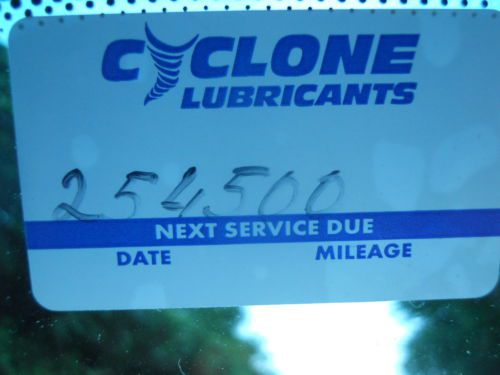 CYCLONE
LUBRICANTS
254500
NEXT SERVICE DUE
DATE MILEAGE